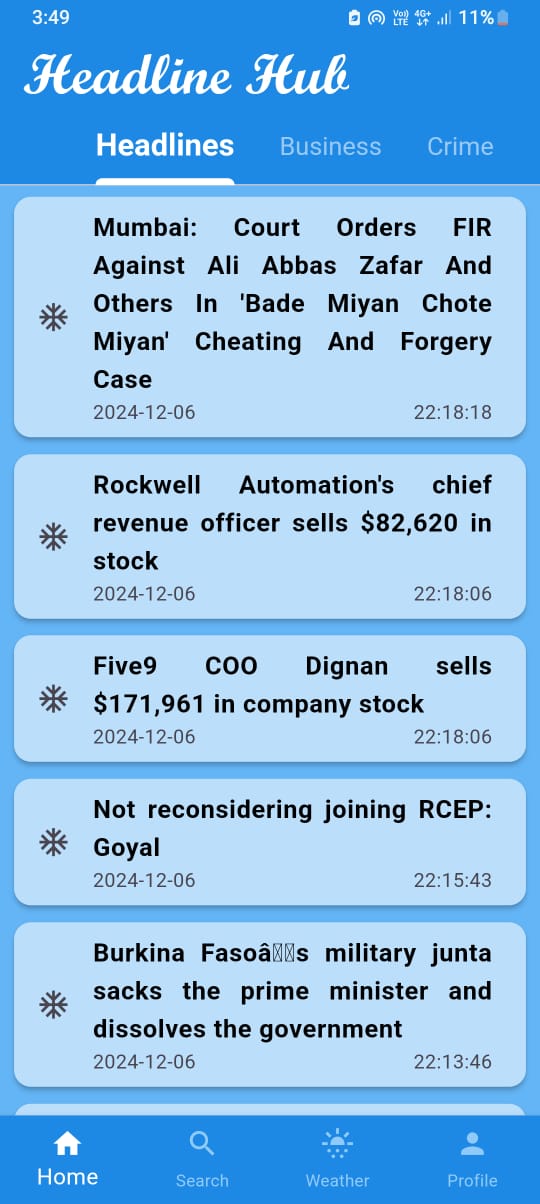 3:49
Vo)) LTE 4G+ 11%
Headline Hub
Headlines Business Crime
Mumbai: Court Orders FIR
Against Ali Abbas Zafar And
Others In 'Bade Miyan Chote
Miyan' Cheating And Forgery
Case
2024-12-06 22:18:18
Rockwell Automation's chief
revenue officer sells $82,620 in
stock
2024-12-06 22:18:06
Five9 COO Dignan sells
$171,961 in company stock
2024-12-06 22:18:06
Not reconsidering joining RCEP:
Goyal
2024-12-06 22:15:43
Burkina Fasoâ￿￿s military junta
sacks the prime minister and
dissolves the government
2024-12-06 22:13:46
Home Search Weather Profile